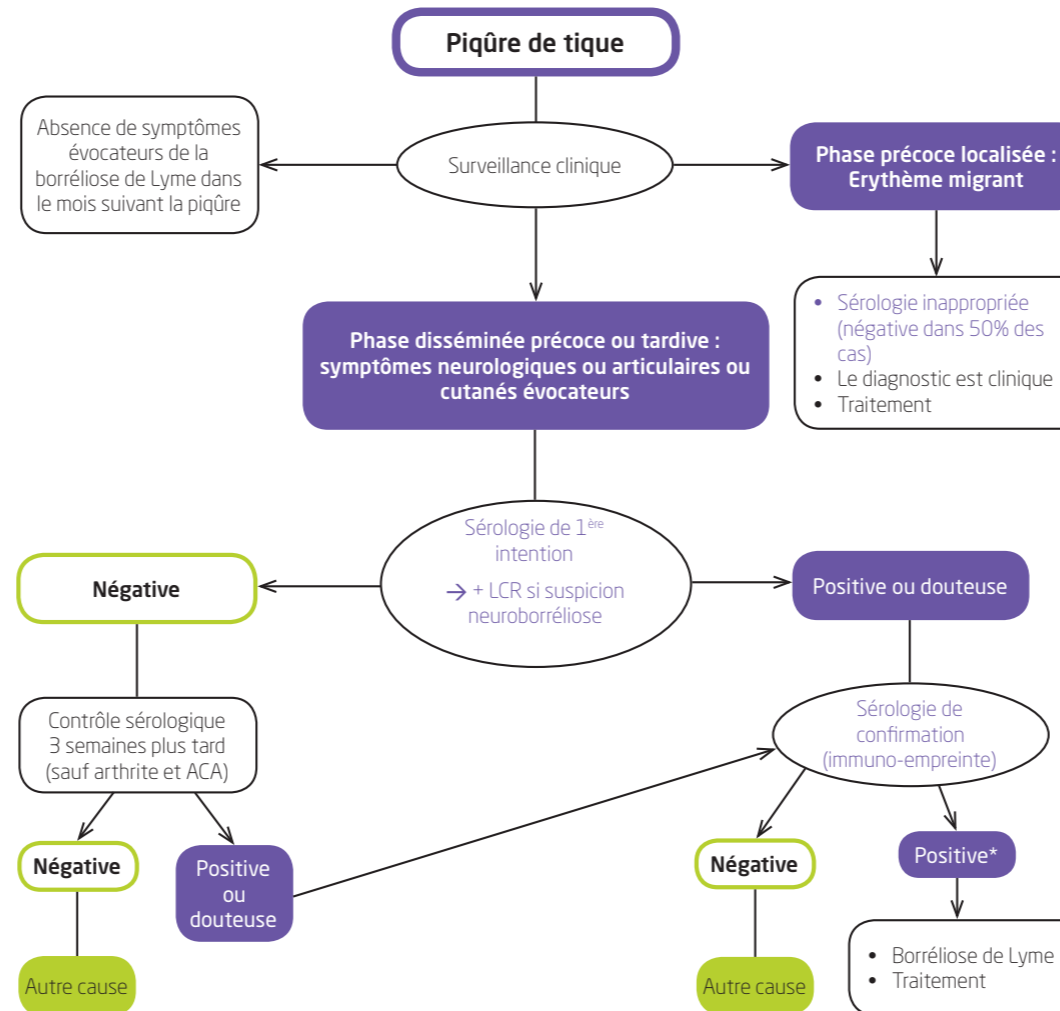 Piqûre de tique
Absence de symptômes
évocateurs de la
borréliose de Lyme dans
le mois suivant la piqûre
Surveillance clinique
Phase précoce localisée :
Erythème migrant
• Sérologie inappropriée
(négative dans 50% des
cas)
• Le diagnostic est clinique
• Traitement
Phase disséminée précoce ou tardive :
symptômes neurologiques ou articulaires ou
cutanés évocateurs
Sérologie de 1ère
intention
→ + LCR si suspicion
neuroborréliose
Négative
Positive ou douteuse
Contrôle sérologique
3 semaines plus tard
(sauf arthrite et ACA)
Sérologie de
confirmation
(immuno-empreinte)
Négative
Positive
ou
douteuse
Négative
Positive*
Autre cause
Autre cause
• Borréliose de Lyme
• Traitement